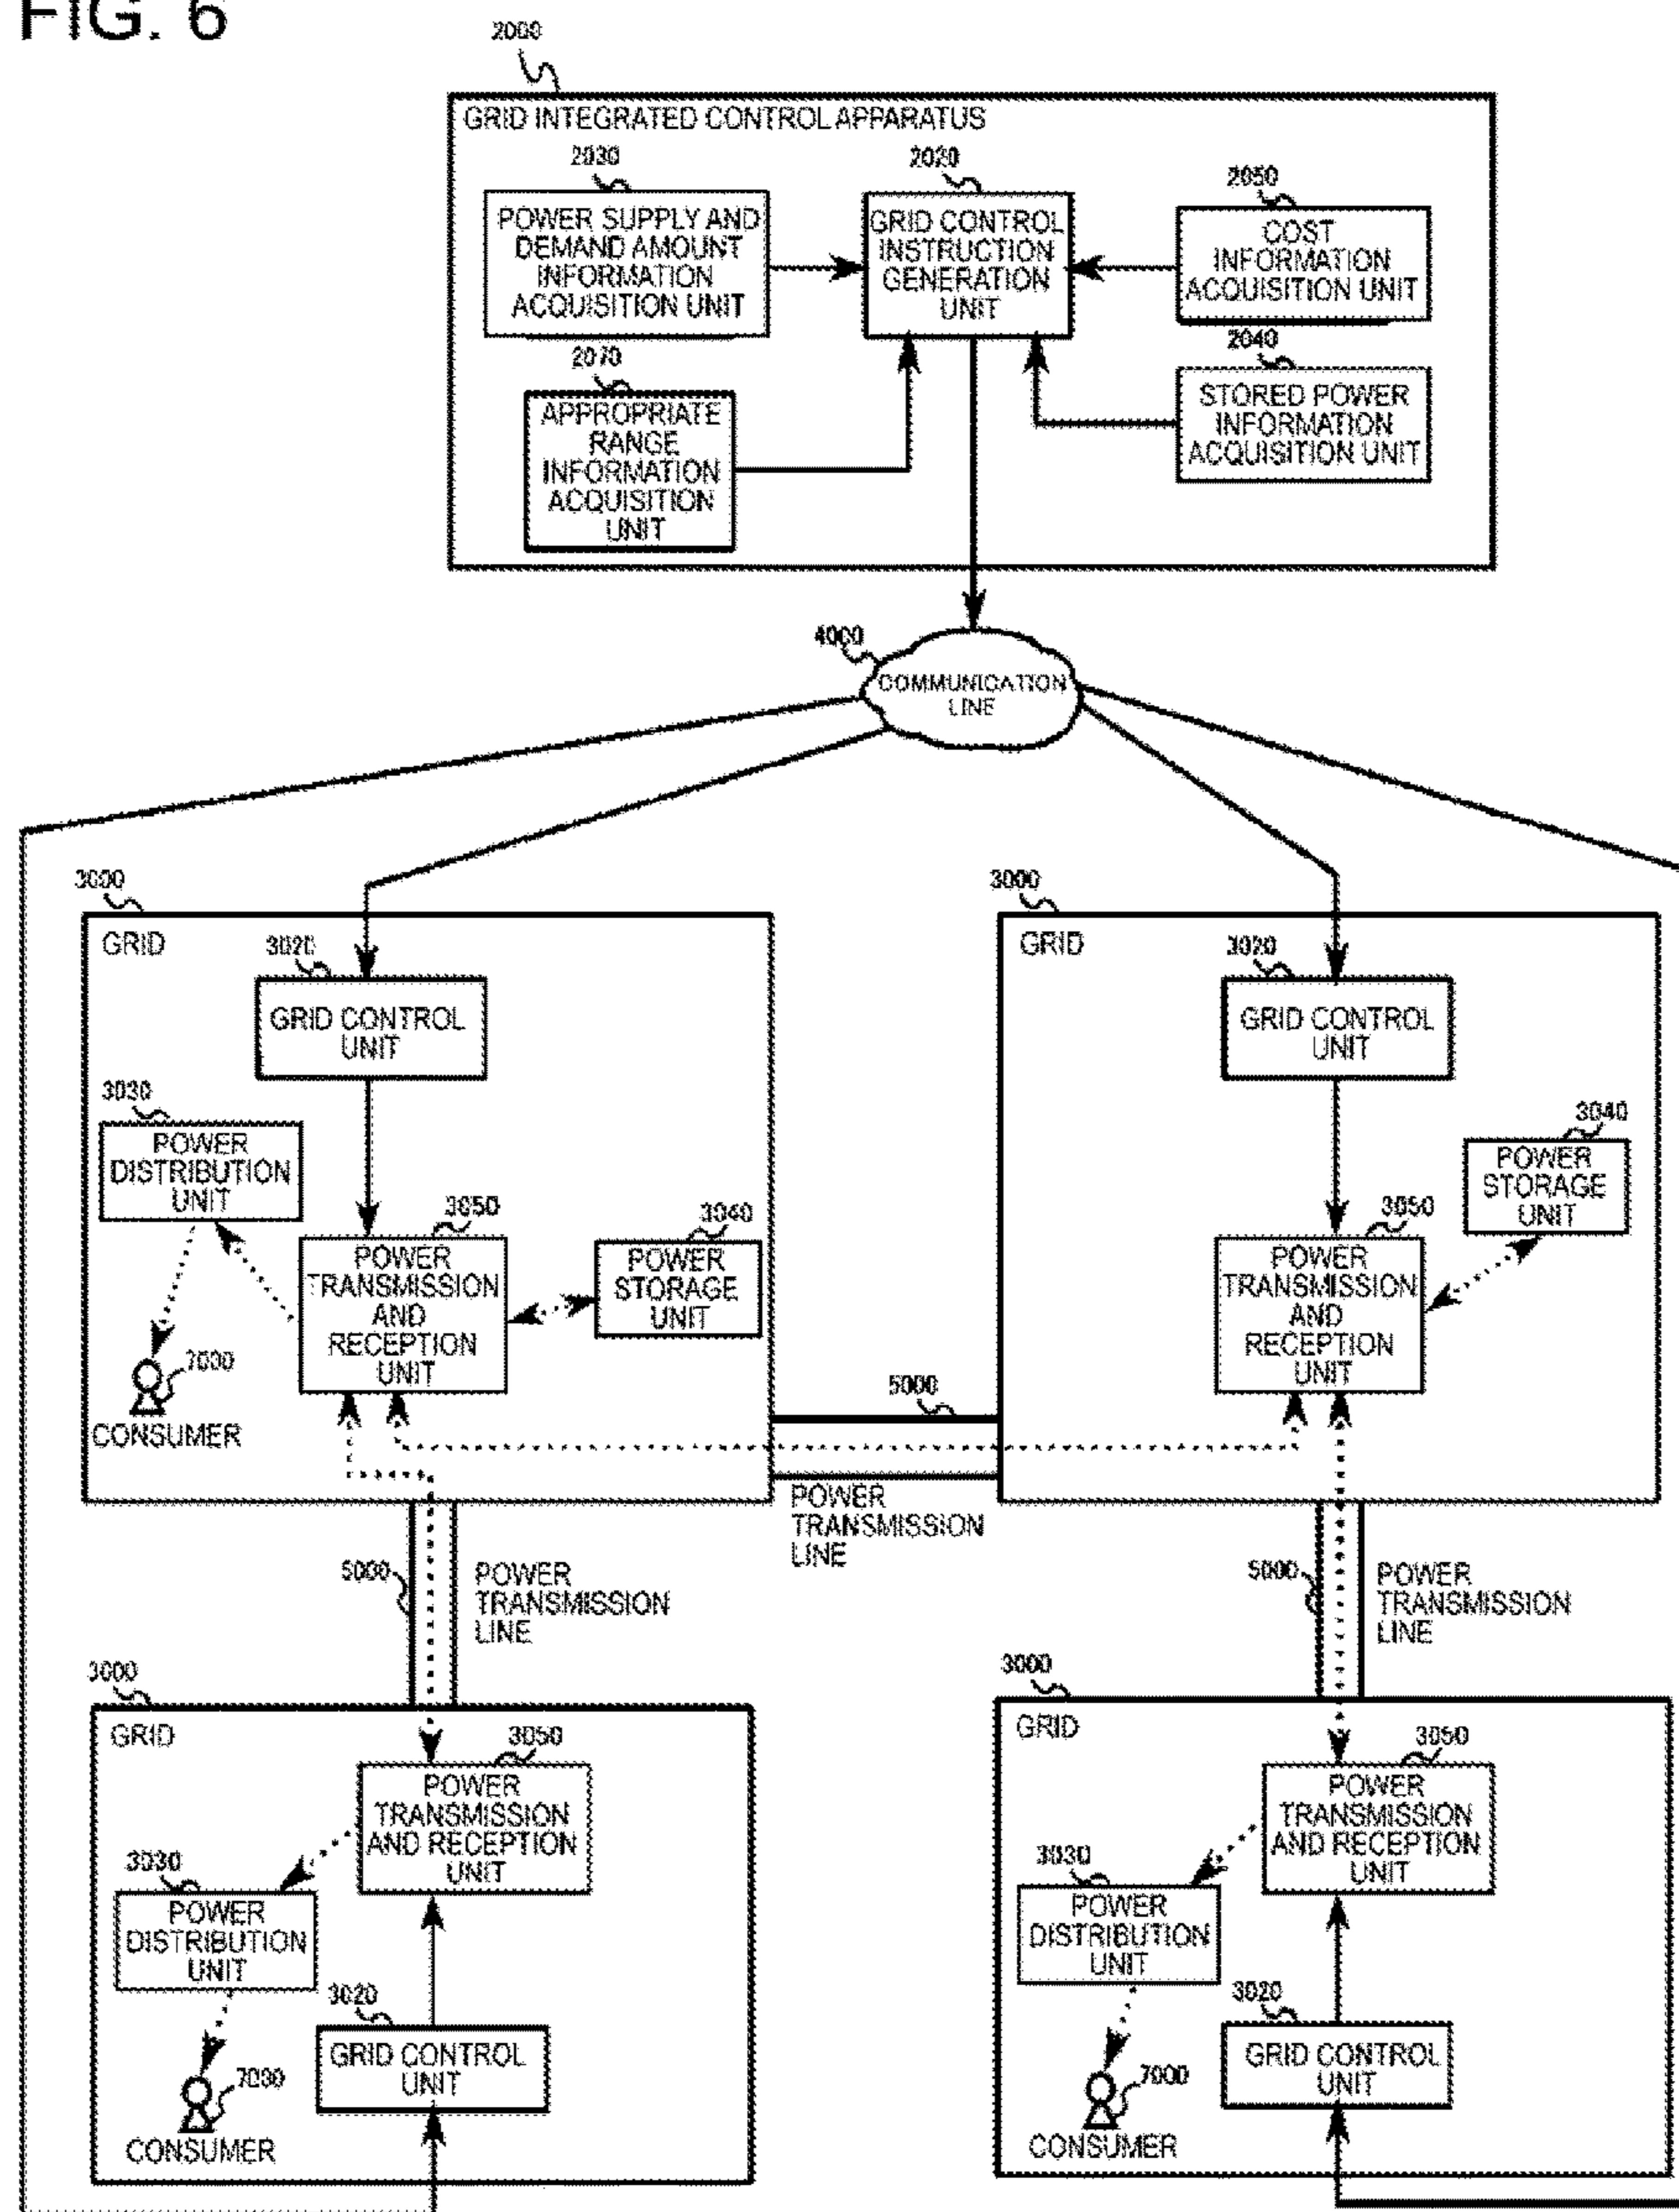 FIG. 6
2000
GRID INTEGRATED CONTROL APPARATUS
2030
POWER SUPPLY AND
DEMAND AMOUNT
INFORMATION
ACQUISITION UNIT
2020
GRID CONTROL
INSTRUCTION
GENERATION
UNIT
2050
COST
INFORMATION
ACQUISITION UNIT
2070
APPROPRIATE
RANGE
INFORMATION
ACQUISITION
UNIT
2040
STORED POWER
INFORMATION
ACQUISITION UNIT
4000
COMMUNICATION
LINE
3000
GRID
3020
GRID CONTROL
UNIT
3030
POWER
DISTRIBUTION
UNIT
3050
POWER
TRANSMISSION
AND
RECEPTION
UNIT
3040
POWER
STORAGE
UNIT
7000
CONSUMER
3000
GRID
3020
GRID CONTROL
UNIT
3040
POWER
STORAGE
UNIT
3050
POWER
TRANSMISSION
AND
RECEPTION
UNIT
5000
POWER
TRANSMISSION
LINE
5000
POWER
TRANSMISSION
LINE
5000
POWER
TRANSMISSION
LINE
3000
GRID
3050
POWER
TRANSMISSION
AND RECEPTION
UNIT
3030
POWER
DISTRIBUTION
UNIT
3020
GRID CONTROL
UNIT
7000
CONSUMER
3000
GRID
3050
POWER
TRANSMISSION
AND RECEPTION
UNIT
3030
POWER
DISTRIBUTION
UNIT
3020
GRID CONTROL
UNIT
7000
CONSUMER